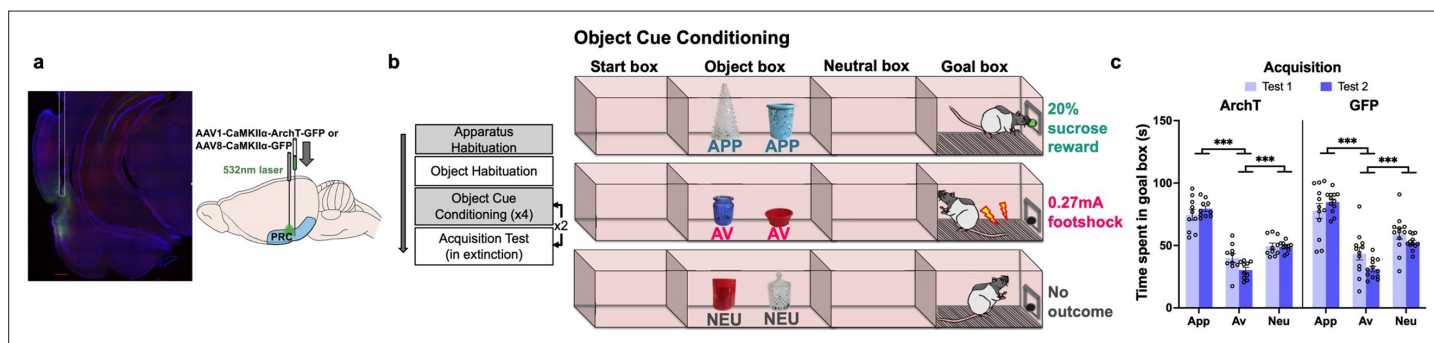 a
AAV1-CaMKIIα-ArchT-GFP or
AAV8-CaMKIIα-GFP
532nm laser
PRC
b
Apparatus
Habituation
Object Habituation
Object Cue
Conditioning (x4)
x2
Acquisition Test
(in extinction)
Object Cue Conditioning
Start box
Object box
Neutral box
Goal box
APP
APP
20%
sucrose
reward
AV
AV
0.27mA
footshock
NEU
NEU
No
outcome
c
Acquisition
Test 1
Test 2
ArchT
GFP
Time spent in goal box (s)
150
100
50
0
***
***
***
***
App
Av
Neu
App
Av
Neu